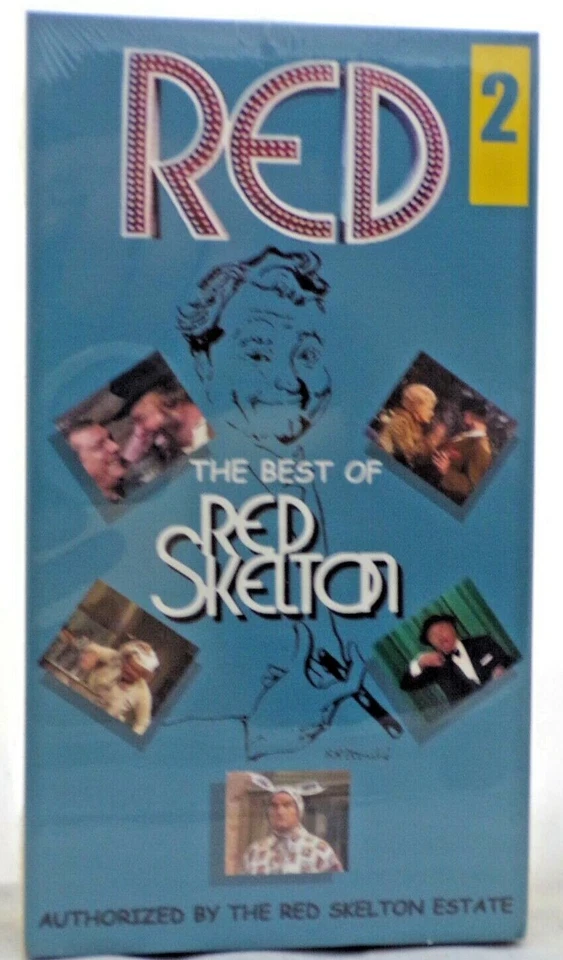 RED
2
THE BEST OF
RED
SKELTON
AUTHORIZED BY THE RED SKELTON ESTATE